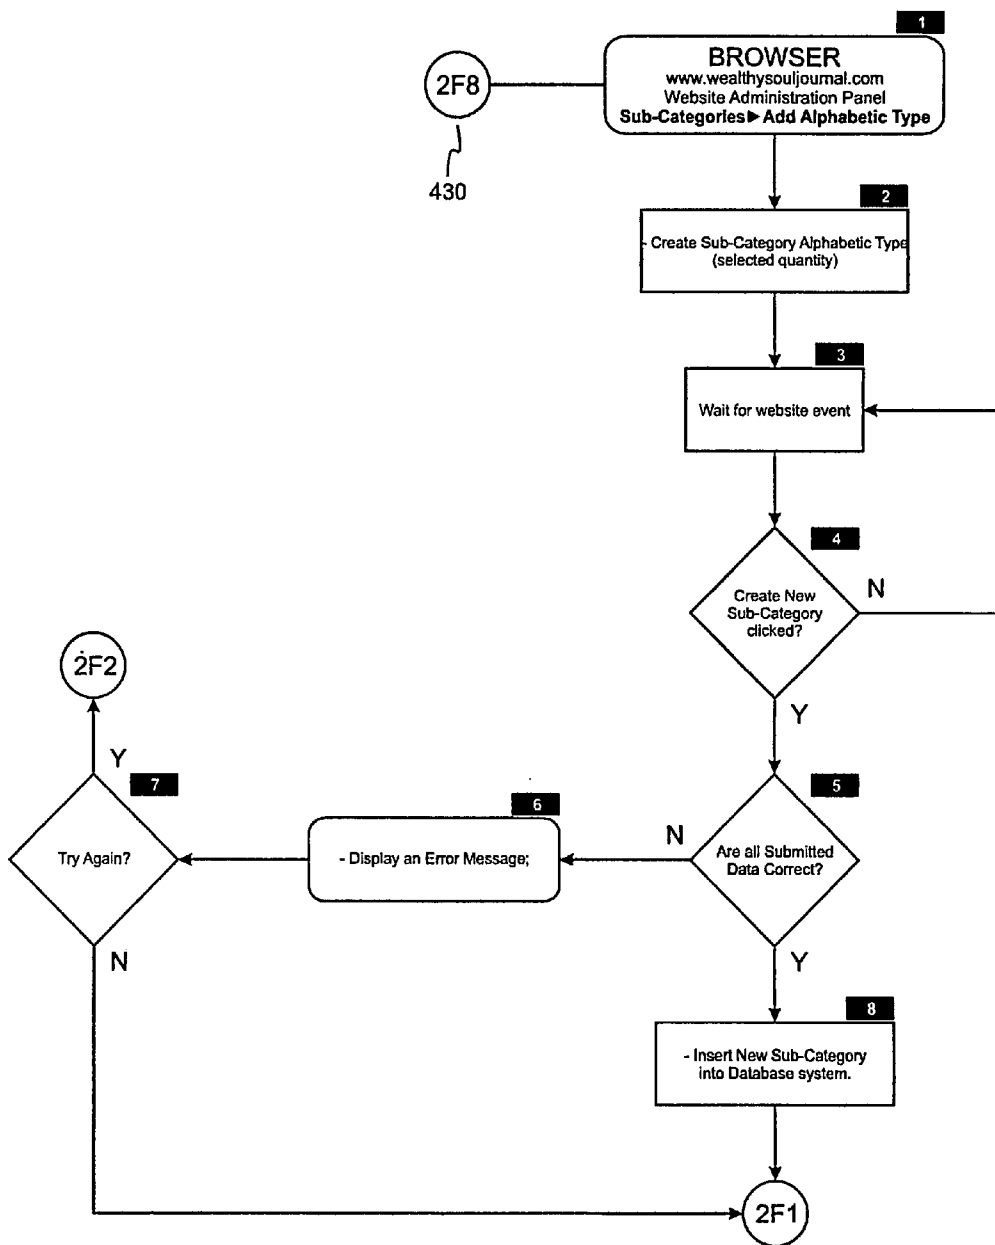 1
BROWSER
www.wealthysouljournal.com
Website Administration Panel
Sub-Categories▶Add Alphabetic Type
2F8
430
2
- Create Sub-Category Alphabetic Type
(selected quantity)
3
Wait for website event
4
Create New
Sub-Category
clicked?
N
Y
2F2
Y
7
Try Again?
N
6
- Display an Error Message;
N
5
Are all Submitted
Data Correct?
Y
8
- Insert New Sub-Category
into Database system.
2F1